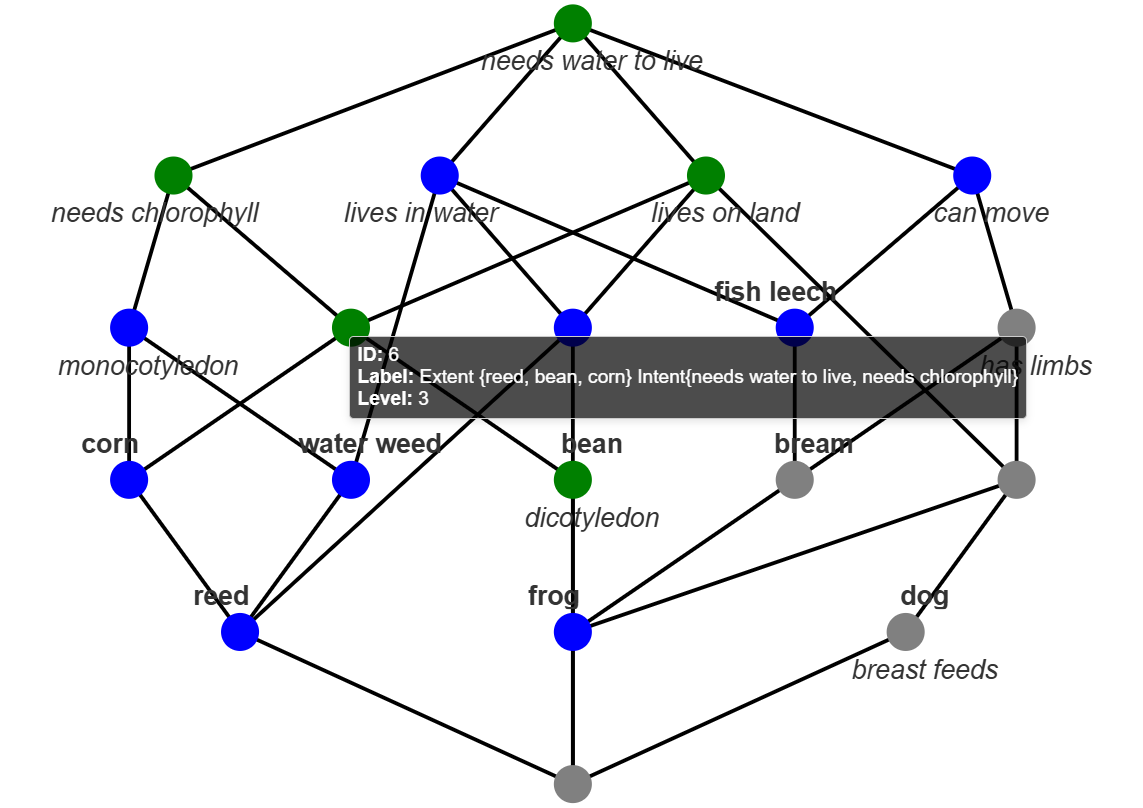 needs water to live
needs chlorophyll
lives in water
lives on land
can move
fish leech
ID: 6
monocotyledon
Label: Extent {reed, bean, corn} Intent{needs water to live, needs chlorophyll}
has limbs
Level: 3
corn
water weed
bean
bream
dicotyledon
reed
frog
dog
breast feeds